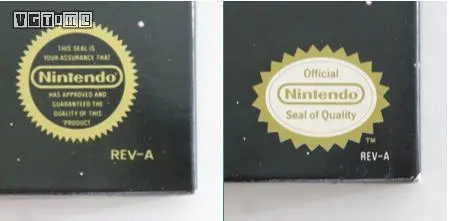 VGTIME
THIS SEAL IS
YOUR ASSURANCE THAT
Nintendo®
HAS APPROVED AND
GUARANTEED THE
QUALITY OF THIS
PRODUCT
REV-A
Official
Nintendo®
Seal of Quality
TM
REV-A